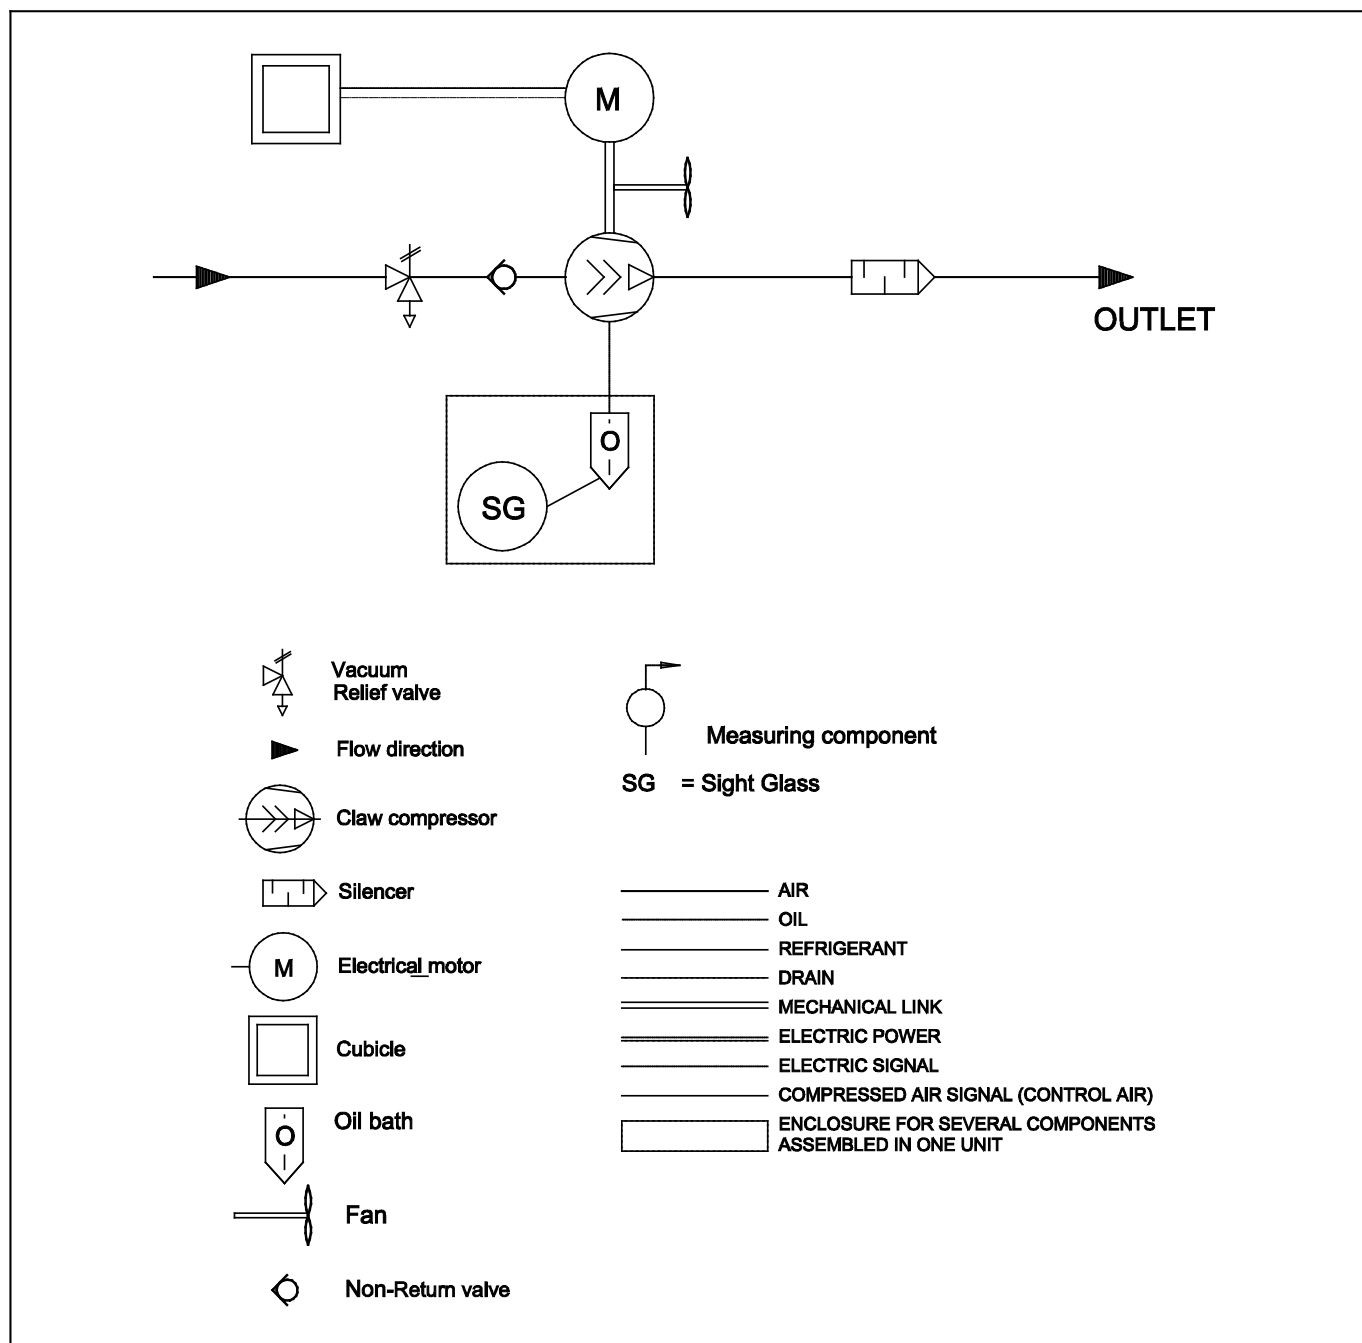 M
OUTLET
O
SG
Vacuum
Relief valve
Flow direction
Claw compressor
Silencer
M
Electrical_motor
Cubicle
O
Oil bath
Fan
Non-Return valve
Measuring component
SG = Sight Glass
AIR
OIL
REFRIGERANT
DRAIN
MECHANICAL LINK
ELECTRIC POWER
ELECTRIC SIGNAL
COMPRESSED AIR SIGNAL (CONTROL AIR)
ENCLOSURE FOR SEVERAL COMPONENTS
ASSEMBLED IN ONE UNIT